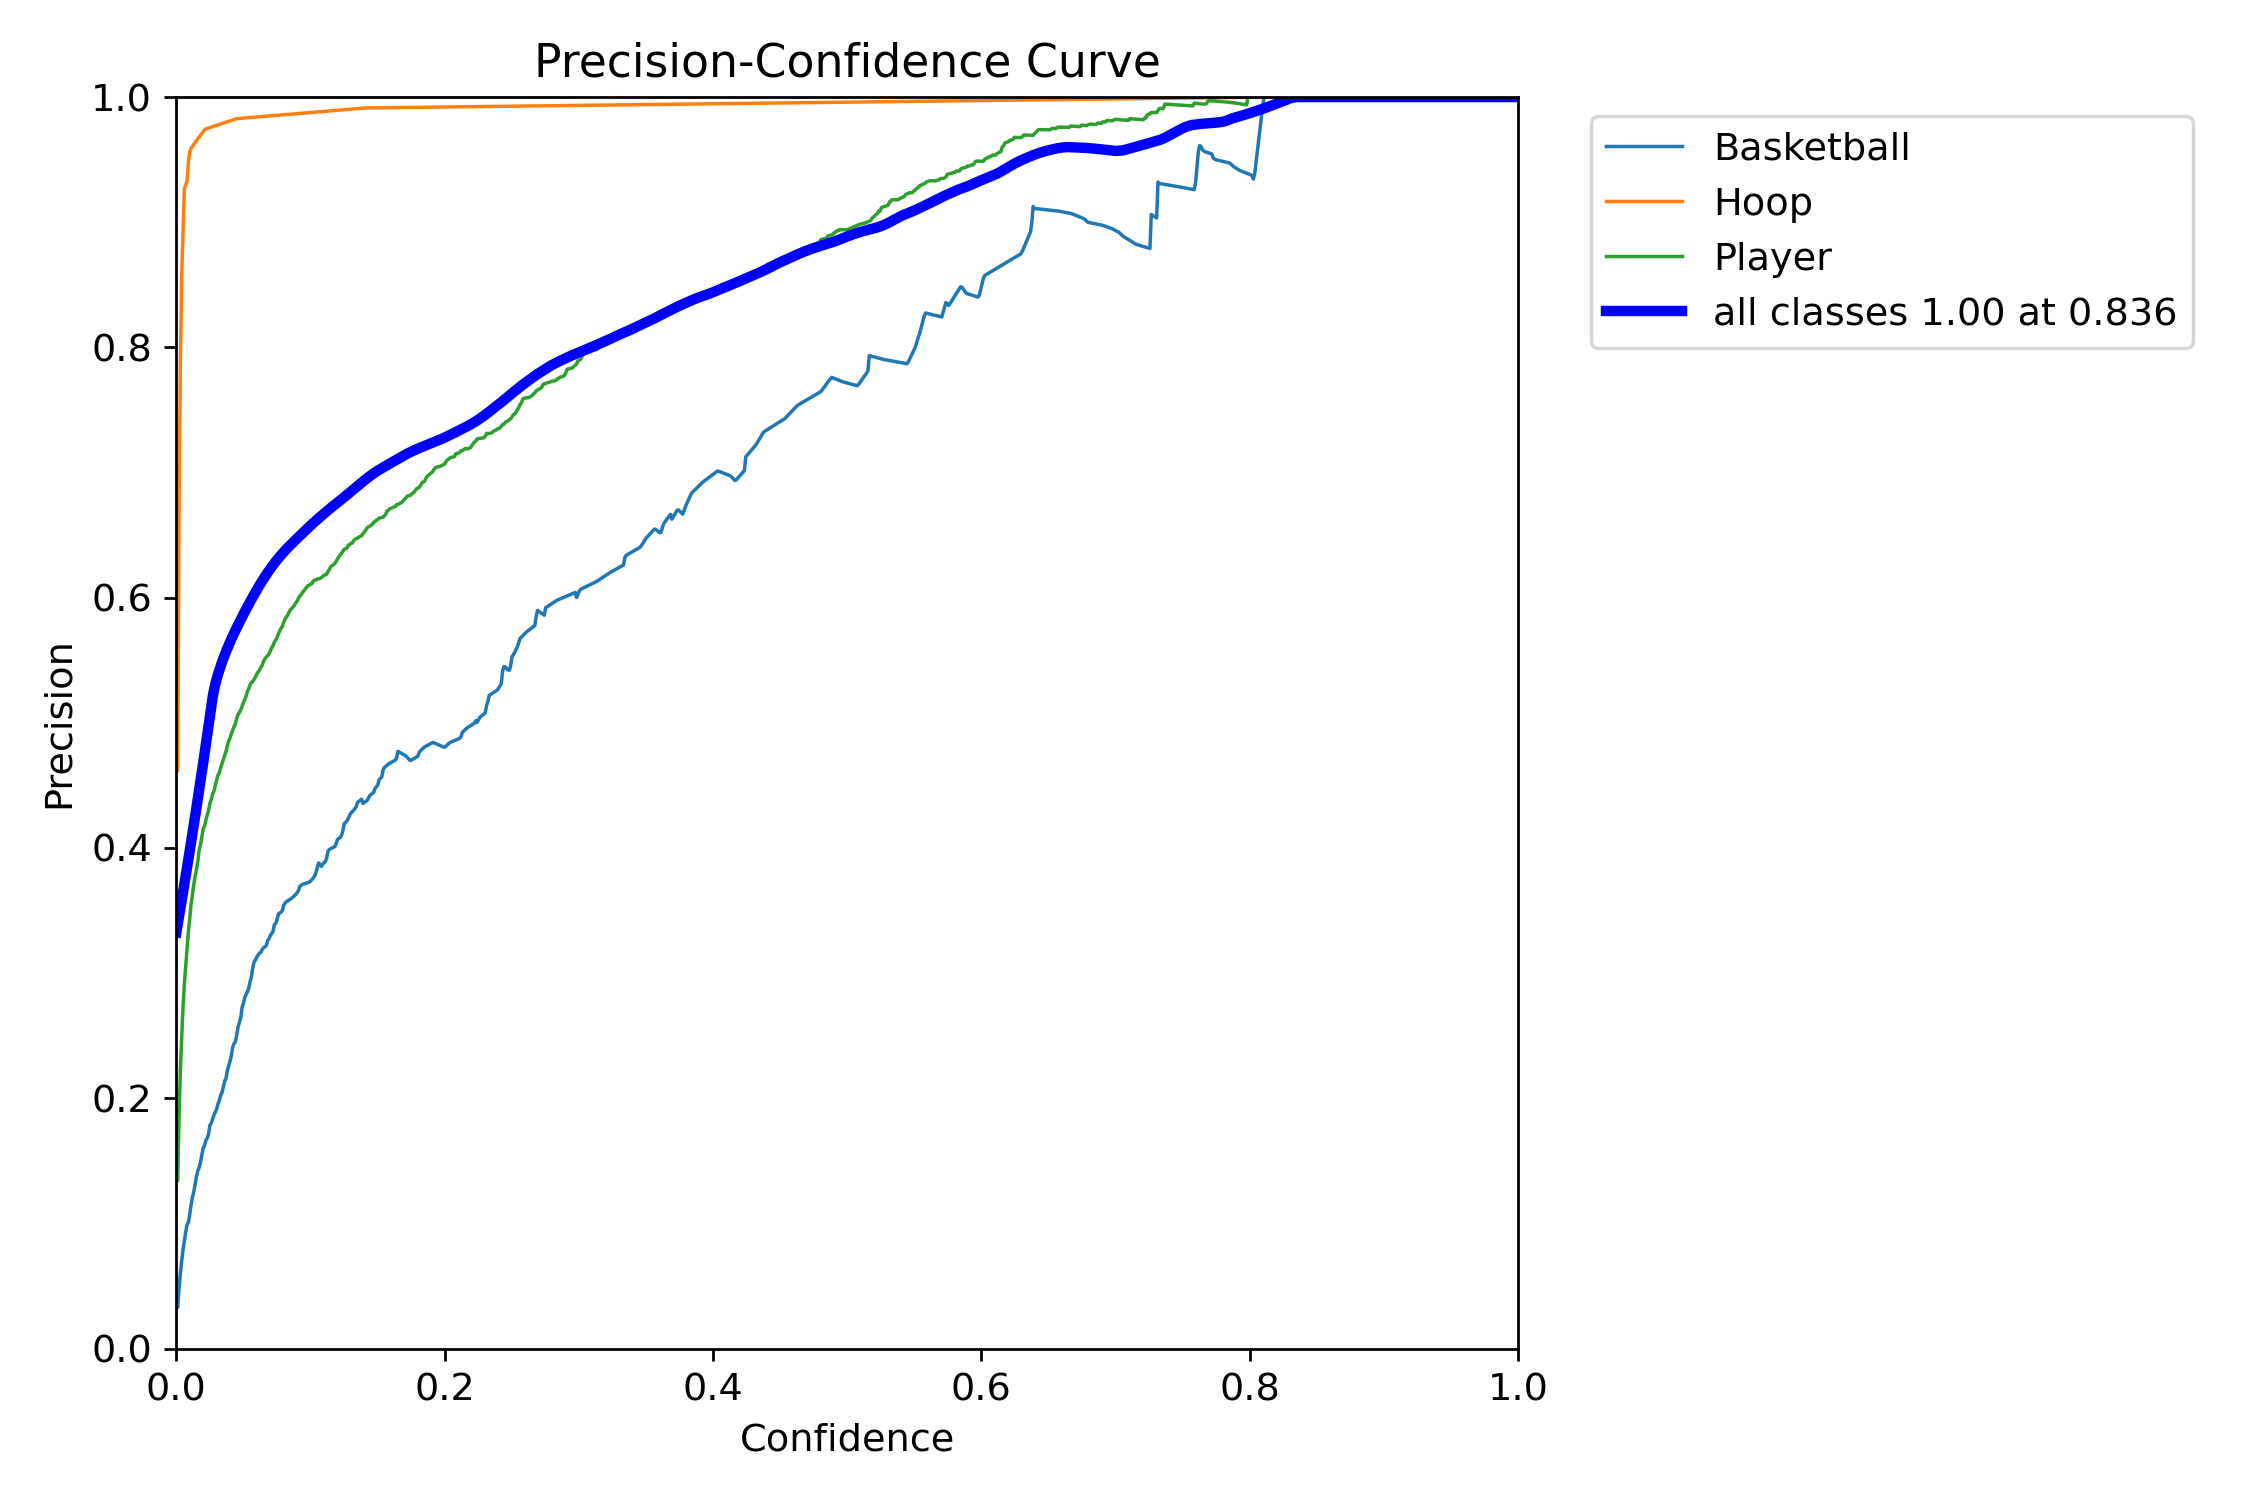 Precision-Confidence Curve
1.0
0.8
0.6
0.4
0.2
0.0
Precision
0.0 0.2 0.4 0.6 0.8 1.0
Confidence
Basketball
Hoop
Player
all classes 1.00 at 0.836